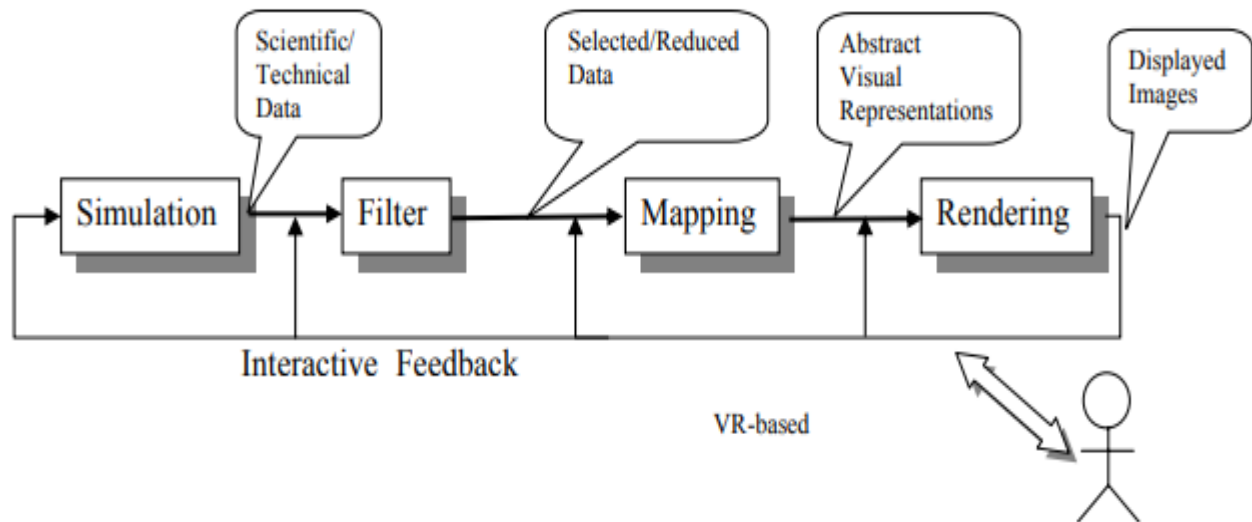 Scientific/
Technical
Data
Selected/Reduced
Data
Abstract
Visual
Representations
Displayed
Images
Simulation
Filter
Mapping
Rendering
Interactive Feedback
VR-based